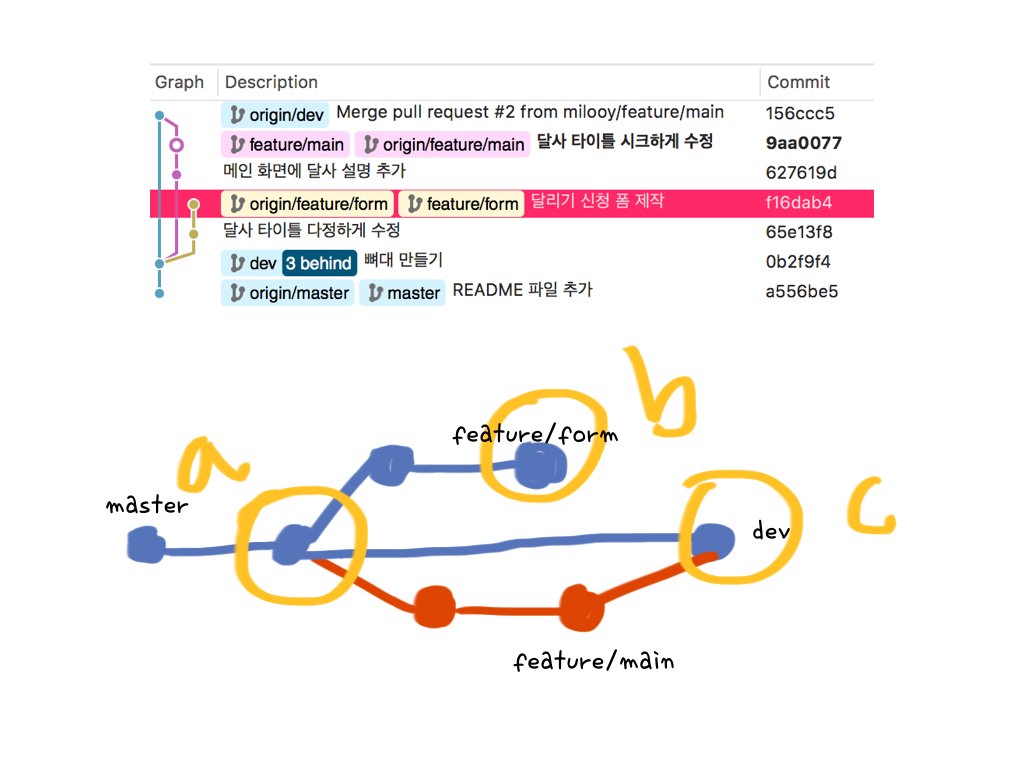 Graph Description Commit
origin/dev Merge pull request #2 from milooy/feature/main 156ccc5
feature/main origin/feature/main 달사 타이틀 시크하게 수정 9aa0077
메인 화면에 달사 설명 추가 627619d
origin/feature/form feature/form 달리기 신청 폼 제작 f16dab4
달사 타이틀 다정하게 수정 65e13f8
dev 3 behind 뼈대 만들기 0b2f9f4
origin/master master README 파일 추가 a556be5
b
feature/form
a
master
c
dev
feature/main